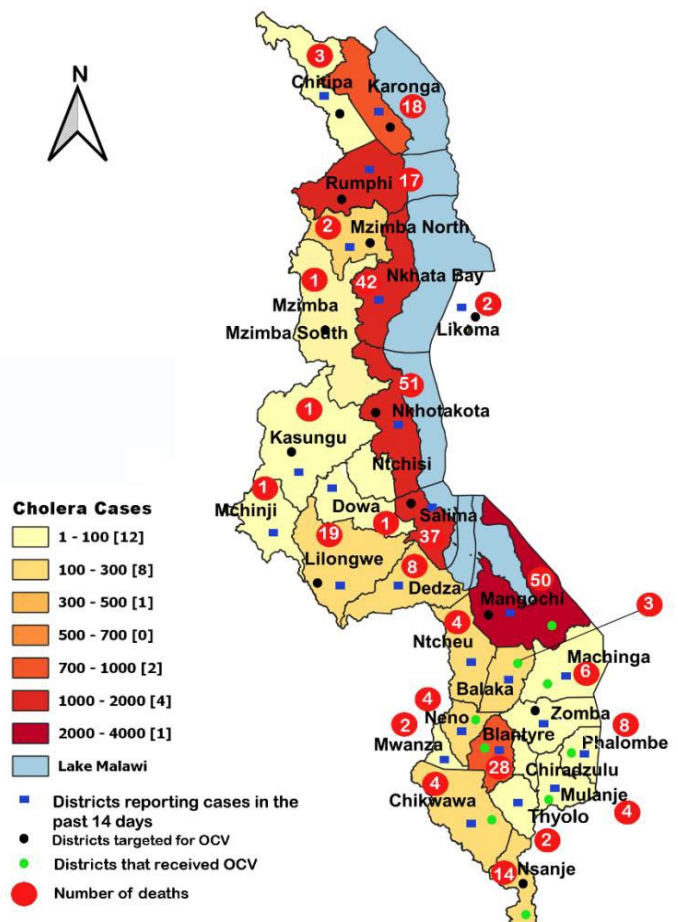 N
3
Chitipa
Karonga
18
Rumphi
17
2
Mzimba North
1
42
Nkhata Bay
Mzimba
2
Likoma
Mzimba South
51
1
Nkhotakota
Kasungu
Ntchisi
1
Mchinji
Dowa
Salima
19
1
37
Lilongwe
8
Dedza
50
Mangochi
3
4
Ntcheu
Machinga
6
Balaka
4
Neno
Zomba
2
Mwanza
Blantyre
8
Phalombe
28
Chiradzulu
4
Chikwawa
Mulanje
4
Thyolo
2
14
Nsanje
Cholera Cases
1 - 100 [12]
100 - 300 [8]
300 - 500 [1]
500 - 700 [0]
700 - 1000 [2]
1000 - 2000 [4]
2000 - 4000 [1]
Lake Malawi
Districts reporting cases in the
past 14 days
Districts targeted for OCV
Districts that received OCV
Number of deaths